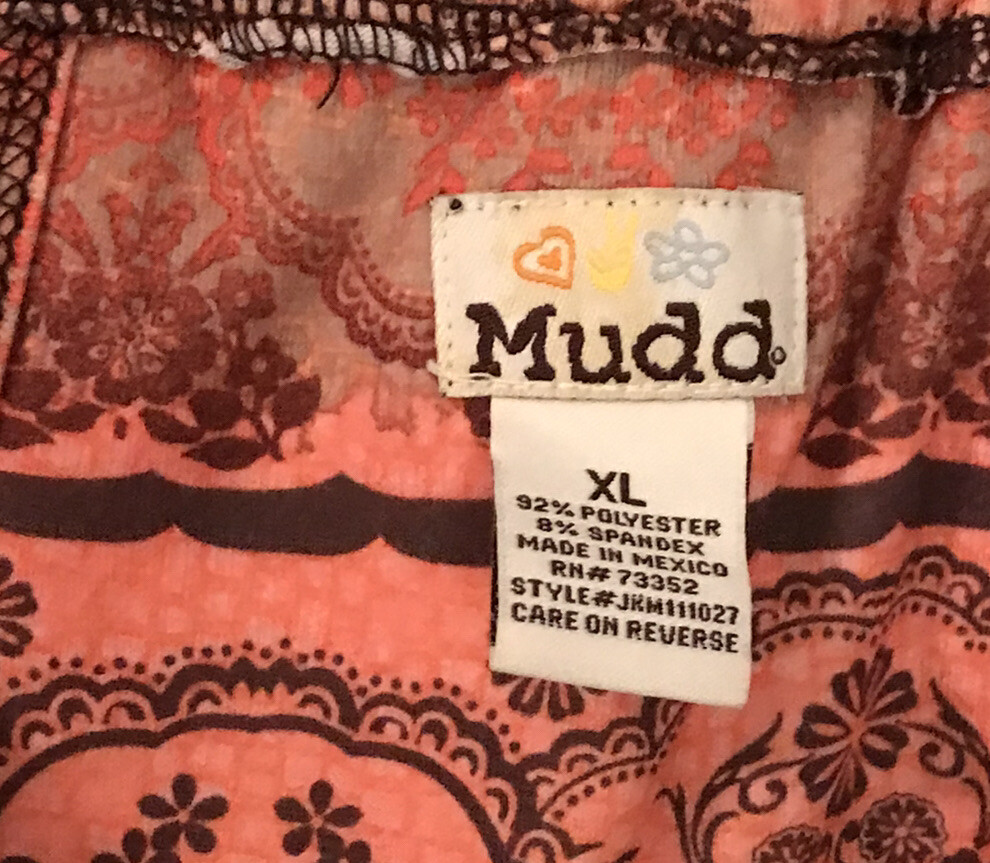 Mudd
XL
92% POLYESTER
8% SPANDEX
MADE IN MEXICO
RN# 73352
STYLE#JKM111027
CARE ON REVERSE